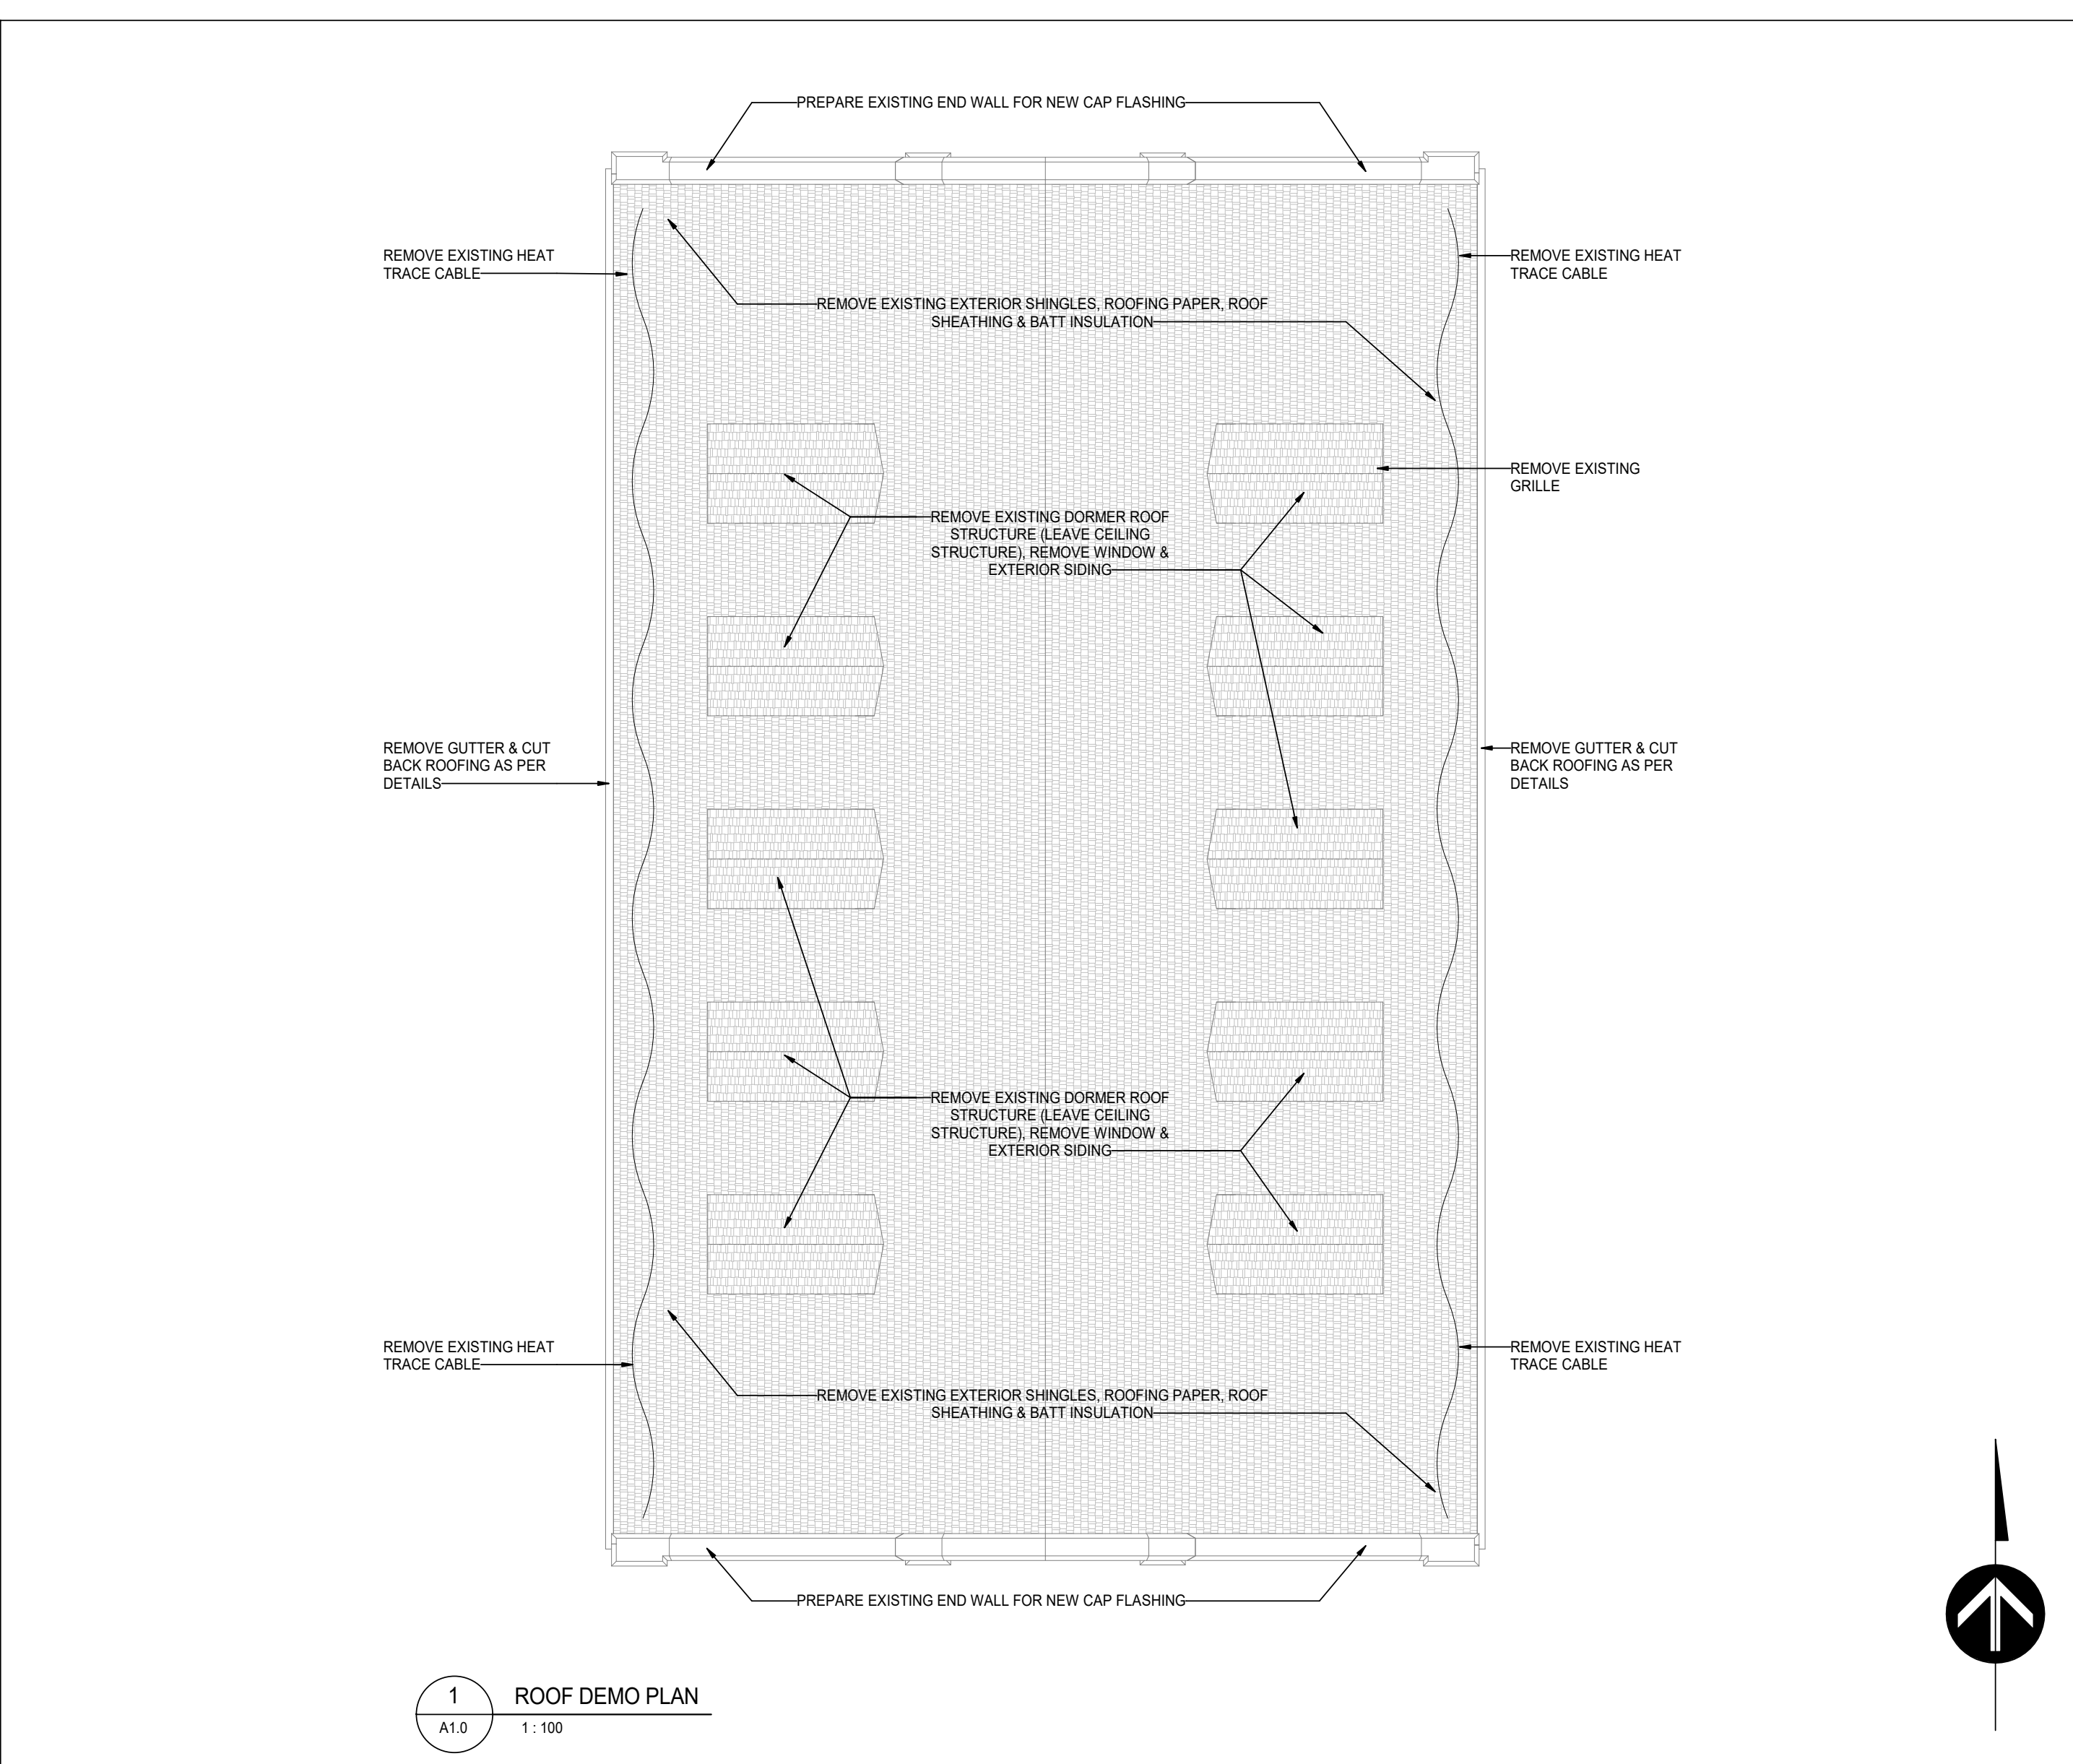 PREPARE EXISTING END WALL FOR NEW CAP FLASHING
REMOVE EXISTING HEAT
TRACE CABLE
REMOVE EXISTING HEAT
TRACE CABLE
REMOVE EXISTING EXTERIOR SHINGLES, ROOFING PAPER, ROOF
SHEATHING & BATT INSULATION
REMOVE EXISTING
GRILLE
REMOVE EXISTING DORMER ROOF
STRUCTURE (LEAVE CEILING
STRUCTURE), REMOVE WINDOW &
EXTERIOR SIDING
REMOVE GUTTER & CUT
BACK ROOFING AS PER
DETAILS
REMOVE GUTTER & CUT
BACK ROOFING AS PER
DETAILS
REMOVE EXISTING DORMER ROOF
STRUCTURE (LEAVE CEILING
STRUCTURE), REMOVE WINDOW &
EXTERIOR SIDING
REMOVE EXISTING HEAT
TRACE CABLE
REMOVE EXISTING HEAT
TRACE CABLE
REMOVE EXISTING EXTERIOR SHINGLES, ROOFING PAPER, ROOF
SHEATHING & BATT INSULATION
PREPARE EXISTING END WALL FOR NEW CAP FLASHING
1
ROOF DEMO PLAN
A1.0
1 : 100